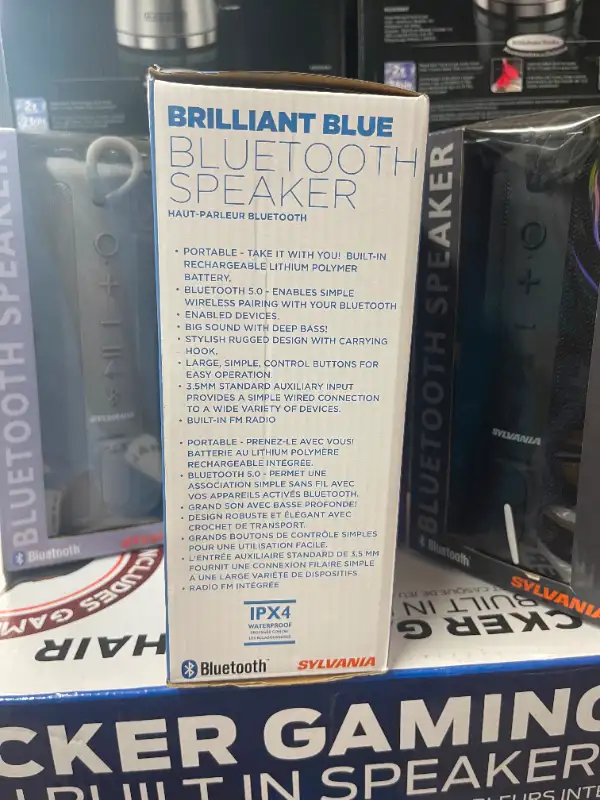 BRILLIANT BLUE
BLUETOOTH
SPEAKER
HAUT-PARLEUR BLUETOOTH
• PORTABLE - TAKE IT WITH YOU! BUILT-IN
RECHARGEABLE LITHIUM POLYMER
BATTERY.
• BLUETOOTH 5.0 - ENABLES SIMPLE
WIRELESS PAIRING WITH YOUR BLUETOOTH
• ENABLED DEVICES.
• BIG SOUND WITH DEEP BASS!
• STYLISH RUGGED DESIGN WITH CARRYING
HOOK.
• LARGE, SIMPLE, CONTROL BUTTONS FOR
EASY OPERATION
• 3.5MM STANDARD AUXILIARY INPUT
PROVIDES A SIMPLE WIRED CONNECTION
TO A WIDE VARIETY OF DEVICES.
• BUILT-IN FM RADIO
• PORTABLE - PRENEZ-LE AVEC VOUS!
BATTERIE AU LITHIUM POLYMÈRE
RECHARGEABLE INTÉGRÉE.
• BLUETOOTH 5.0 - PERMET UNE
ASSOCIATION SIMPLE SANS FIL AVEC
VOS APPAREILS ACTIVÉS BLUETOOTH.
• GRAND SON AVEC BASSE PROFONDE!
• DESIGN ROBUSTE ET ÉLÉGANT AVEC
CROCHET DE TRANSPORT.
• GRANDS BOUTONS DE CONTRÔLE SIMPLES
POUR UNE UTILISATION FACILE.
• L'ENTRÉE AUXILIAIRE STANDARD DE 3,5 MM
FOURNIT UNE CONNEXION FILAIRE SIMPLE
À UNE LARGE VARIÉTÉ DE DISPOSITIFS.
• RADIO FM INTÉGRÉE
IPX4
WATERPROOF
Bluetooth
SYLVANIA
BLUETOOTH SPEAKER
SYLVANIA
Bluetooth
BLUETOOTH SPEAKER
SYLVANIA
Bluetooth
SYLVANIA
INCLUDES GAM
HAIR
CKER G
BUILT IN
CKER GAMING
BUILT IN SPEAKER